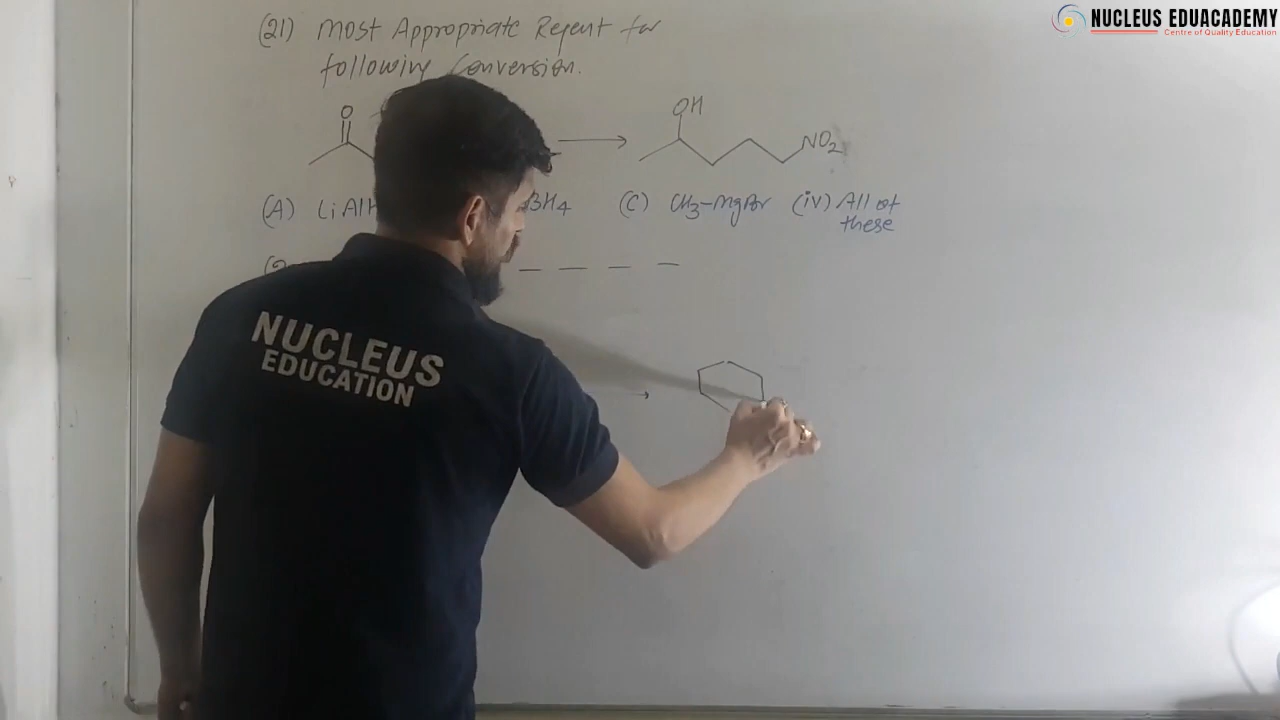 NUCLEUS EDUACADEMY
Centre of Quality Education
(21) Most Appropriate Regent for
following Conversion.
O
OH
NO2
(A) LiAlH BH4 (C) CH3-MgBr (iv) All of
these
NUCLEUS
EDUCATION